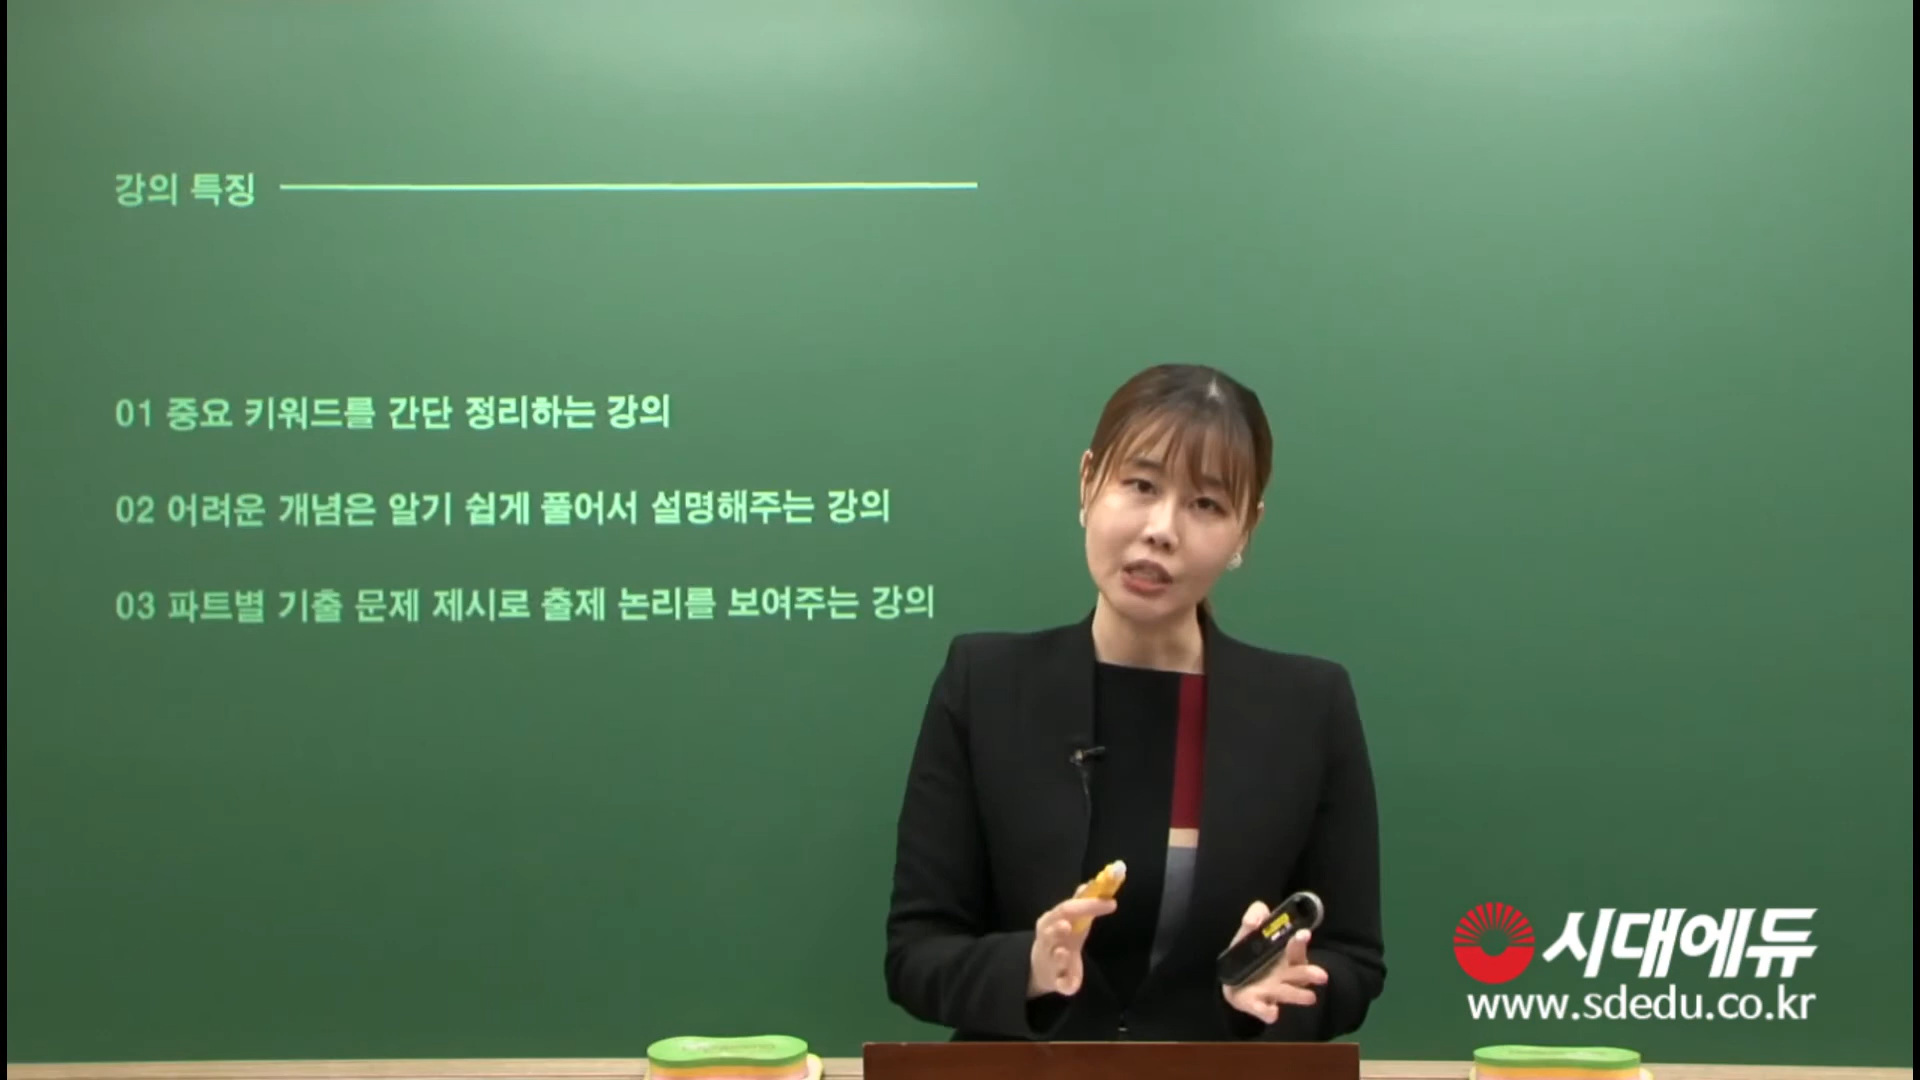 강의 특징
01 중요 키워드를 간단 정리하는 강의
02 어려운 개념은 알기 쉽게 풀어서 설명해주는 강의
03 파트별 기출 문제 제시로 출제 논리를 보여주는 강의
시대에듀
www.sdedu.co.kr